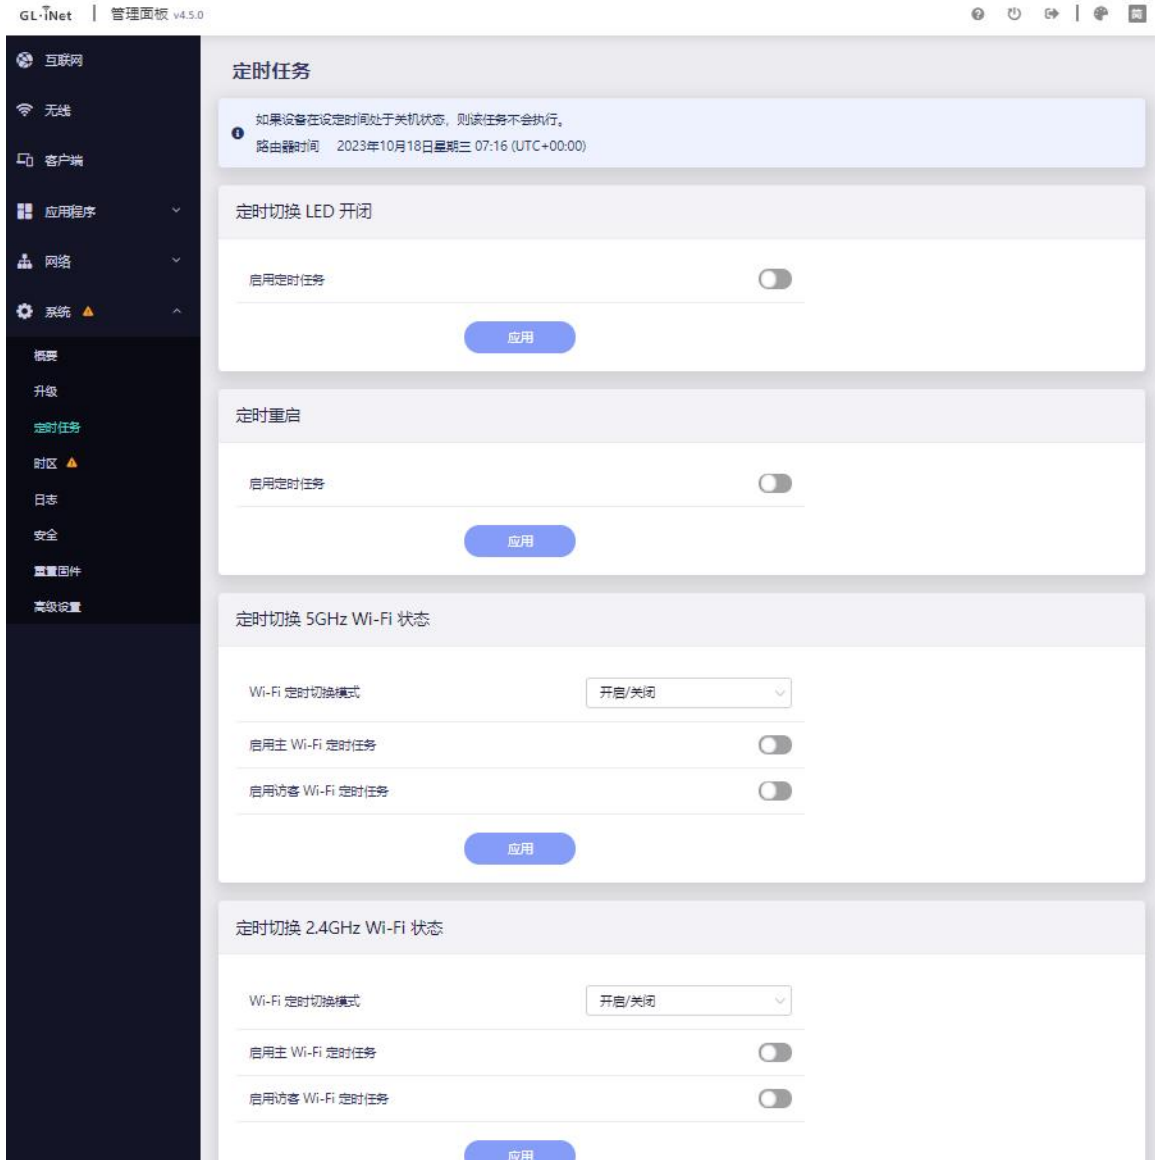 GL·iNet 管理面板 v4.5.0
简
互联网
无线
客户端
应用程序
网络
系统
概要
升级
定时任务
时区
日志
安全
重置固件
高级设置
定时任务
如果设备在设定时间处于关机状态，则该任务不会执行。
路由器时间 2023年10月18日星期三 07:16 (UTC+00:00)
定时切换 LED 开闭
启用定时任务
应用
定时重启
启用定时任务
应用
定时切换 5GHz Wi-Fi 状态
Wi-Fi 定时切换模式 开启/关闭
启用主 Wi-Fi 定时任务
启用访客 Wi-Fi 定时任务
应用
定时切换 2.4GHz Wi-Fi 状态
Wi-Fi 定时切换模式 开启/关闭
启用主 Wi-Fi 定时任务
启用访客 Wi-Fi 定时任务
应用